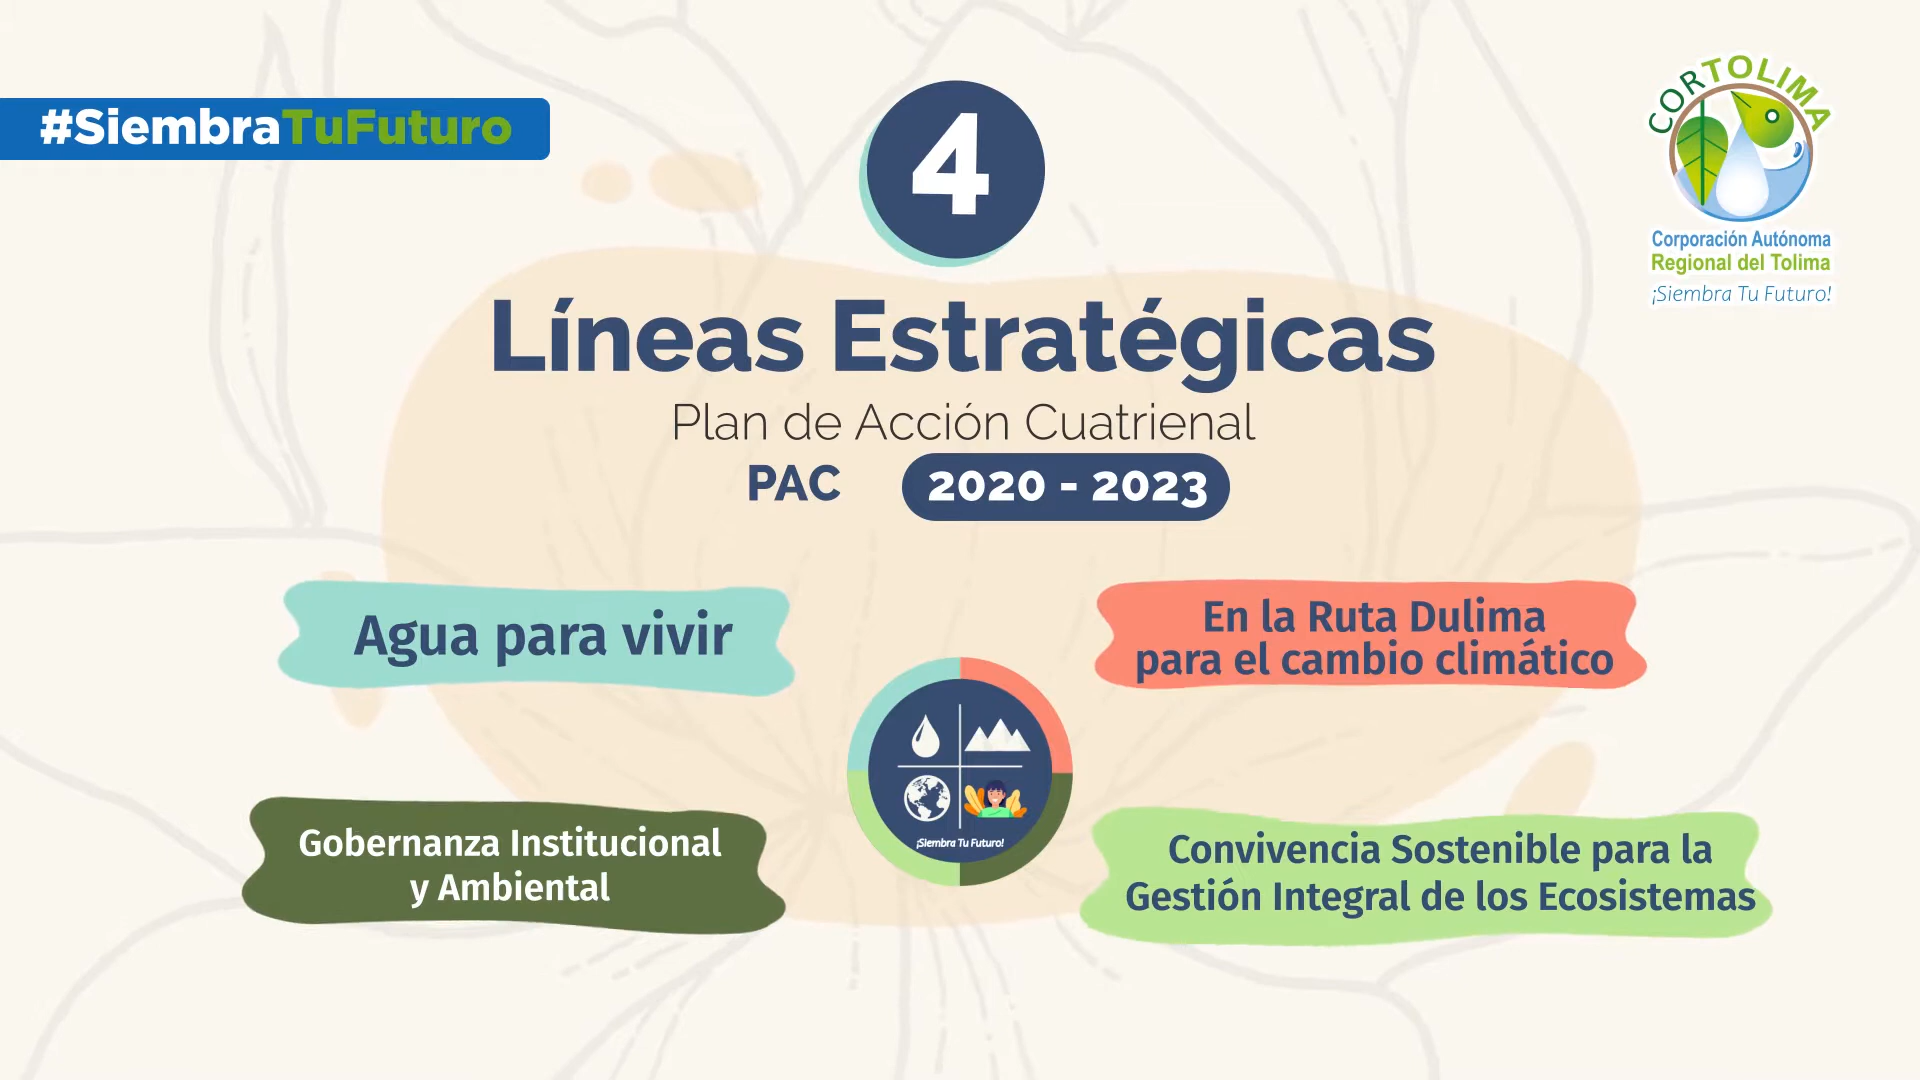 #SiembraTuFuturo
4
CORTOLIMA
Corporación Autónoma
Regional del Tolima
¡Siembra Tu Futuro!
Líneas Estratégicas
Plan de Acción Cuatrienal
PAC 2020 - 2023
Agua para vivir
En la Ruta Dulima
para el cambio climático
Gobernanza Institucional
y Ambiental
¡Siembra Tu Futuro!
Convivencia Sostenible para la
Gestión Integral de los Ecosistemas